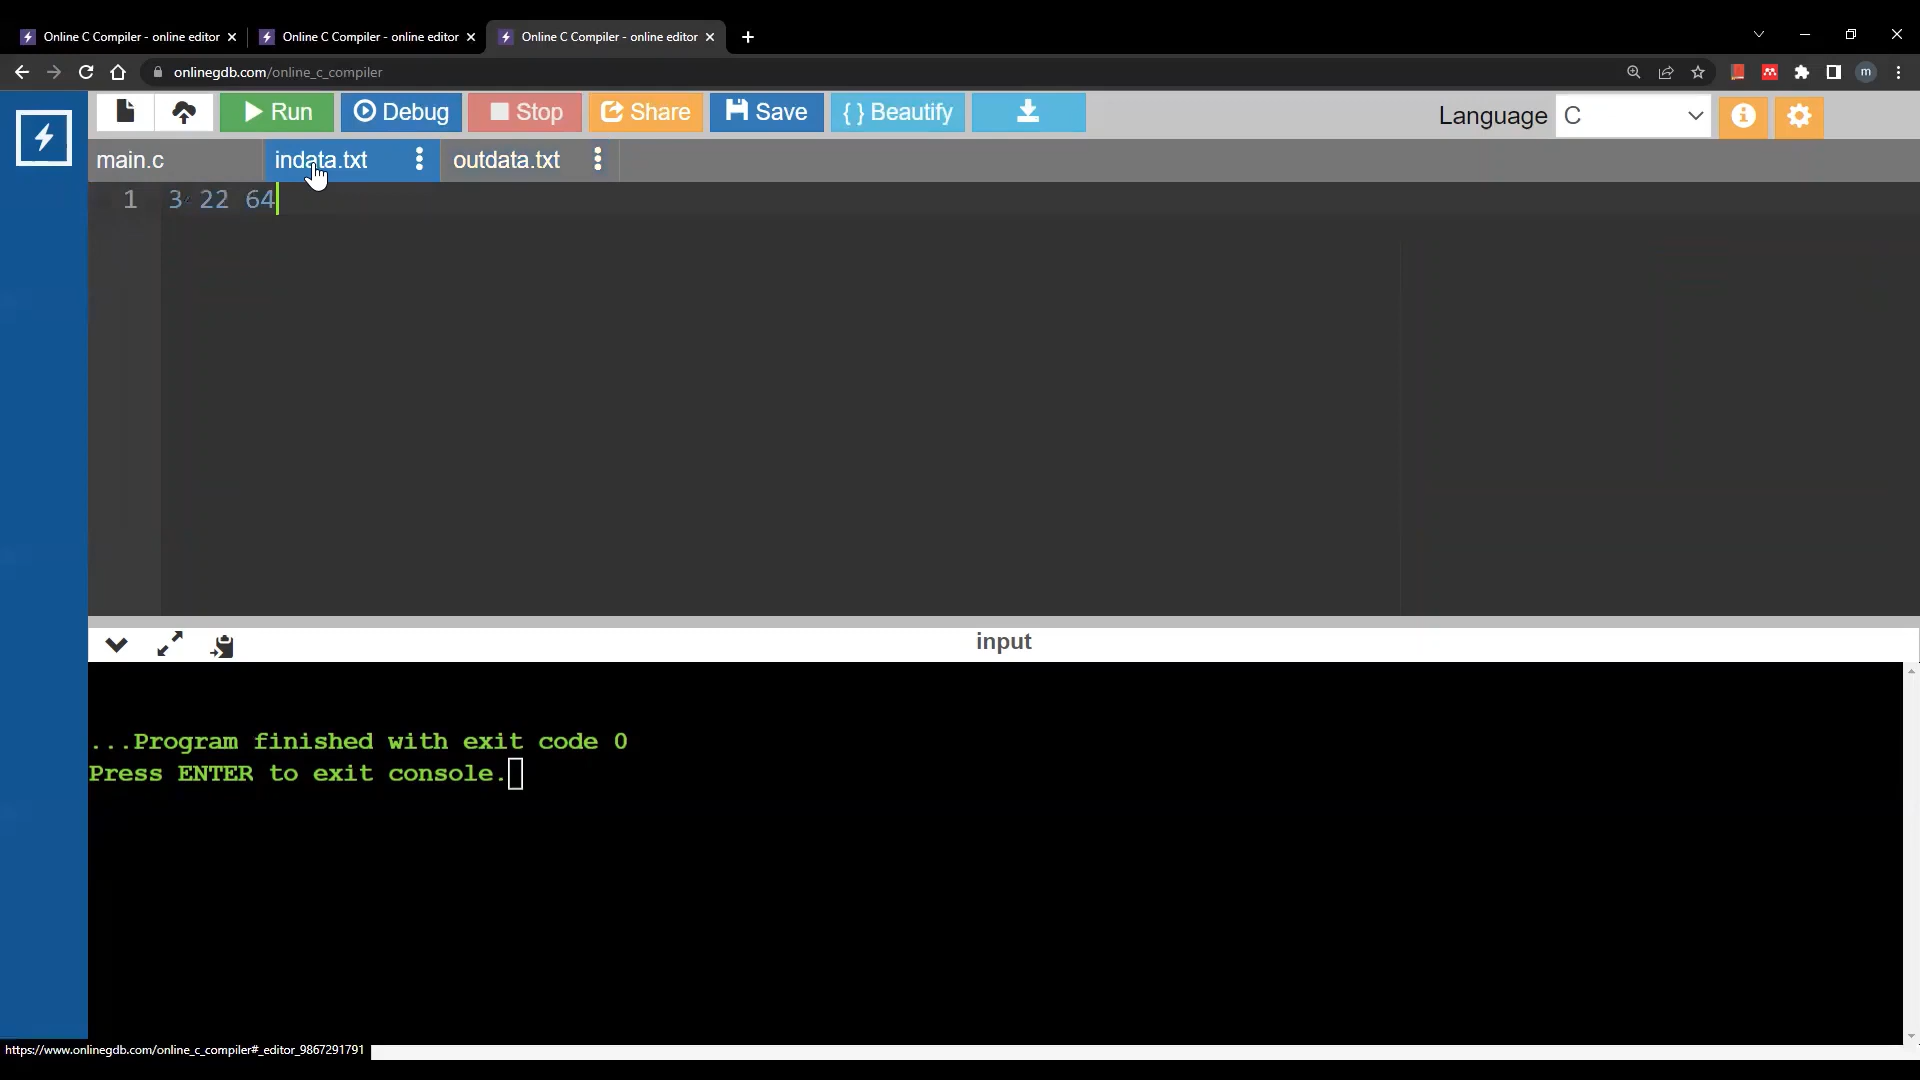 Online C Compiler - online editor Online C Compiler - online editor Online C Compiler - online editor
onlinegdb.com/online_c_compiler m
Run Debug Stop Share Save { } Beautify Language C
main.c indata.txt outdata.txt
1 3 22 64
input
...Program finished with exit code 0
Press ENTER to exit console.
https://www.onlinegdb.com/online_c_compiler#_editor_9867291791